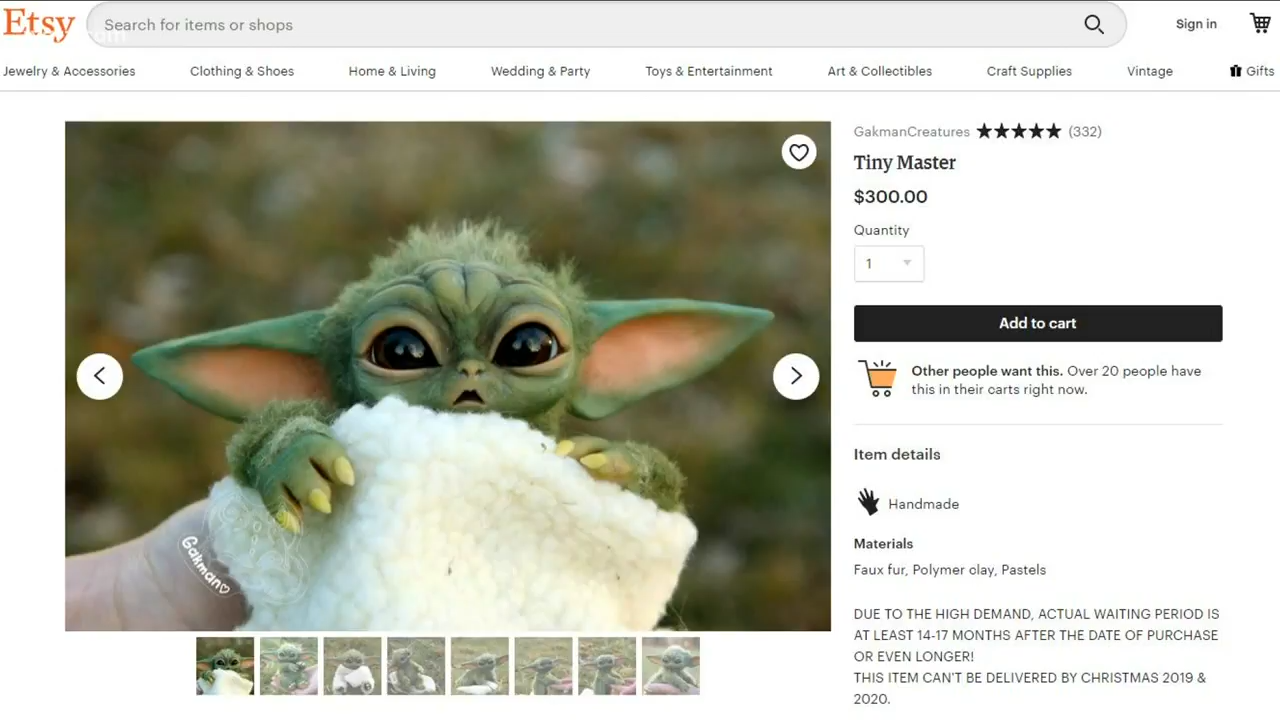 Etsy
Search for items or shops
Sign in
Jewelry & Accessories
Clothing & Shoes
Home & Living
Wedding & Party
Toys & Entertainment
Art & Collectibles
Craft Supplies
Vintage
Gifts
GakmanCreatures ★★★★★ (332)
Tiny Master
$300.00
Quantity
1
Add to cart
Other people want this. Over 20 people have
this in their carts right now.
Item details
Handmade
Materials
Faux fur, Polymer clay, Pastels
DUE TO THE HIGH DEMAND, ACTUAL WAITING PERIOD IS
AT LEAST 14-17 MONTHS AFTER THE DATE OF PURCHASE
OR EVEN LONGER!
THIS ITEM CAN'T BE DELIVERED BY CHRISTMAS 2019 &
2020.
Gakman